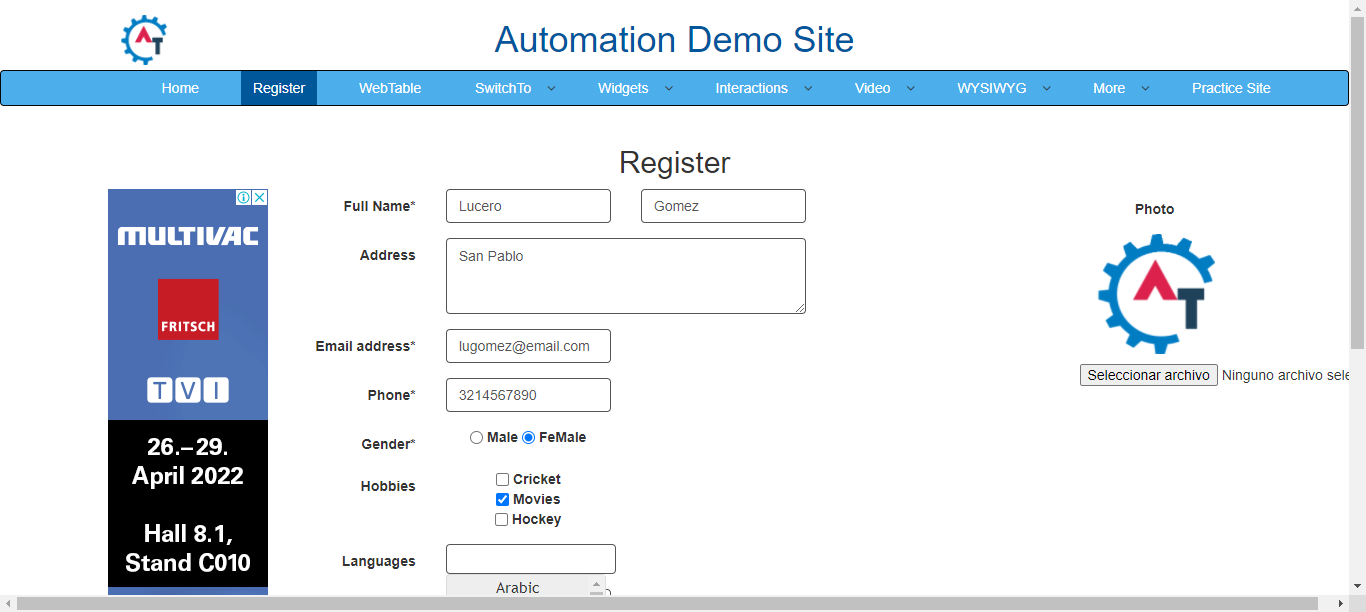 AT
Automation Demo Site
Home Register WebTable SwitchTo Widgets Interactions Video WYSIWYG More Practice Site
Register
MULTIVAC
FRITSCH
TVI
26.–29.
April 2022
Hall 8.1,
Stand C010
Full Name* Lucero Gomez
Address San Pablo
Email address* lugomez@email.com
Phone* 3214567890
Gender* Male FeMale
Hobbies Cricket
Movies
Hockey
Languages
Arabic
Photo
AT
Seleccionar archivo Ninguno archivo sele